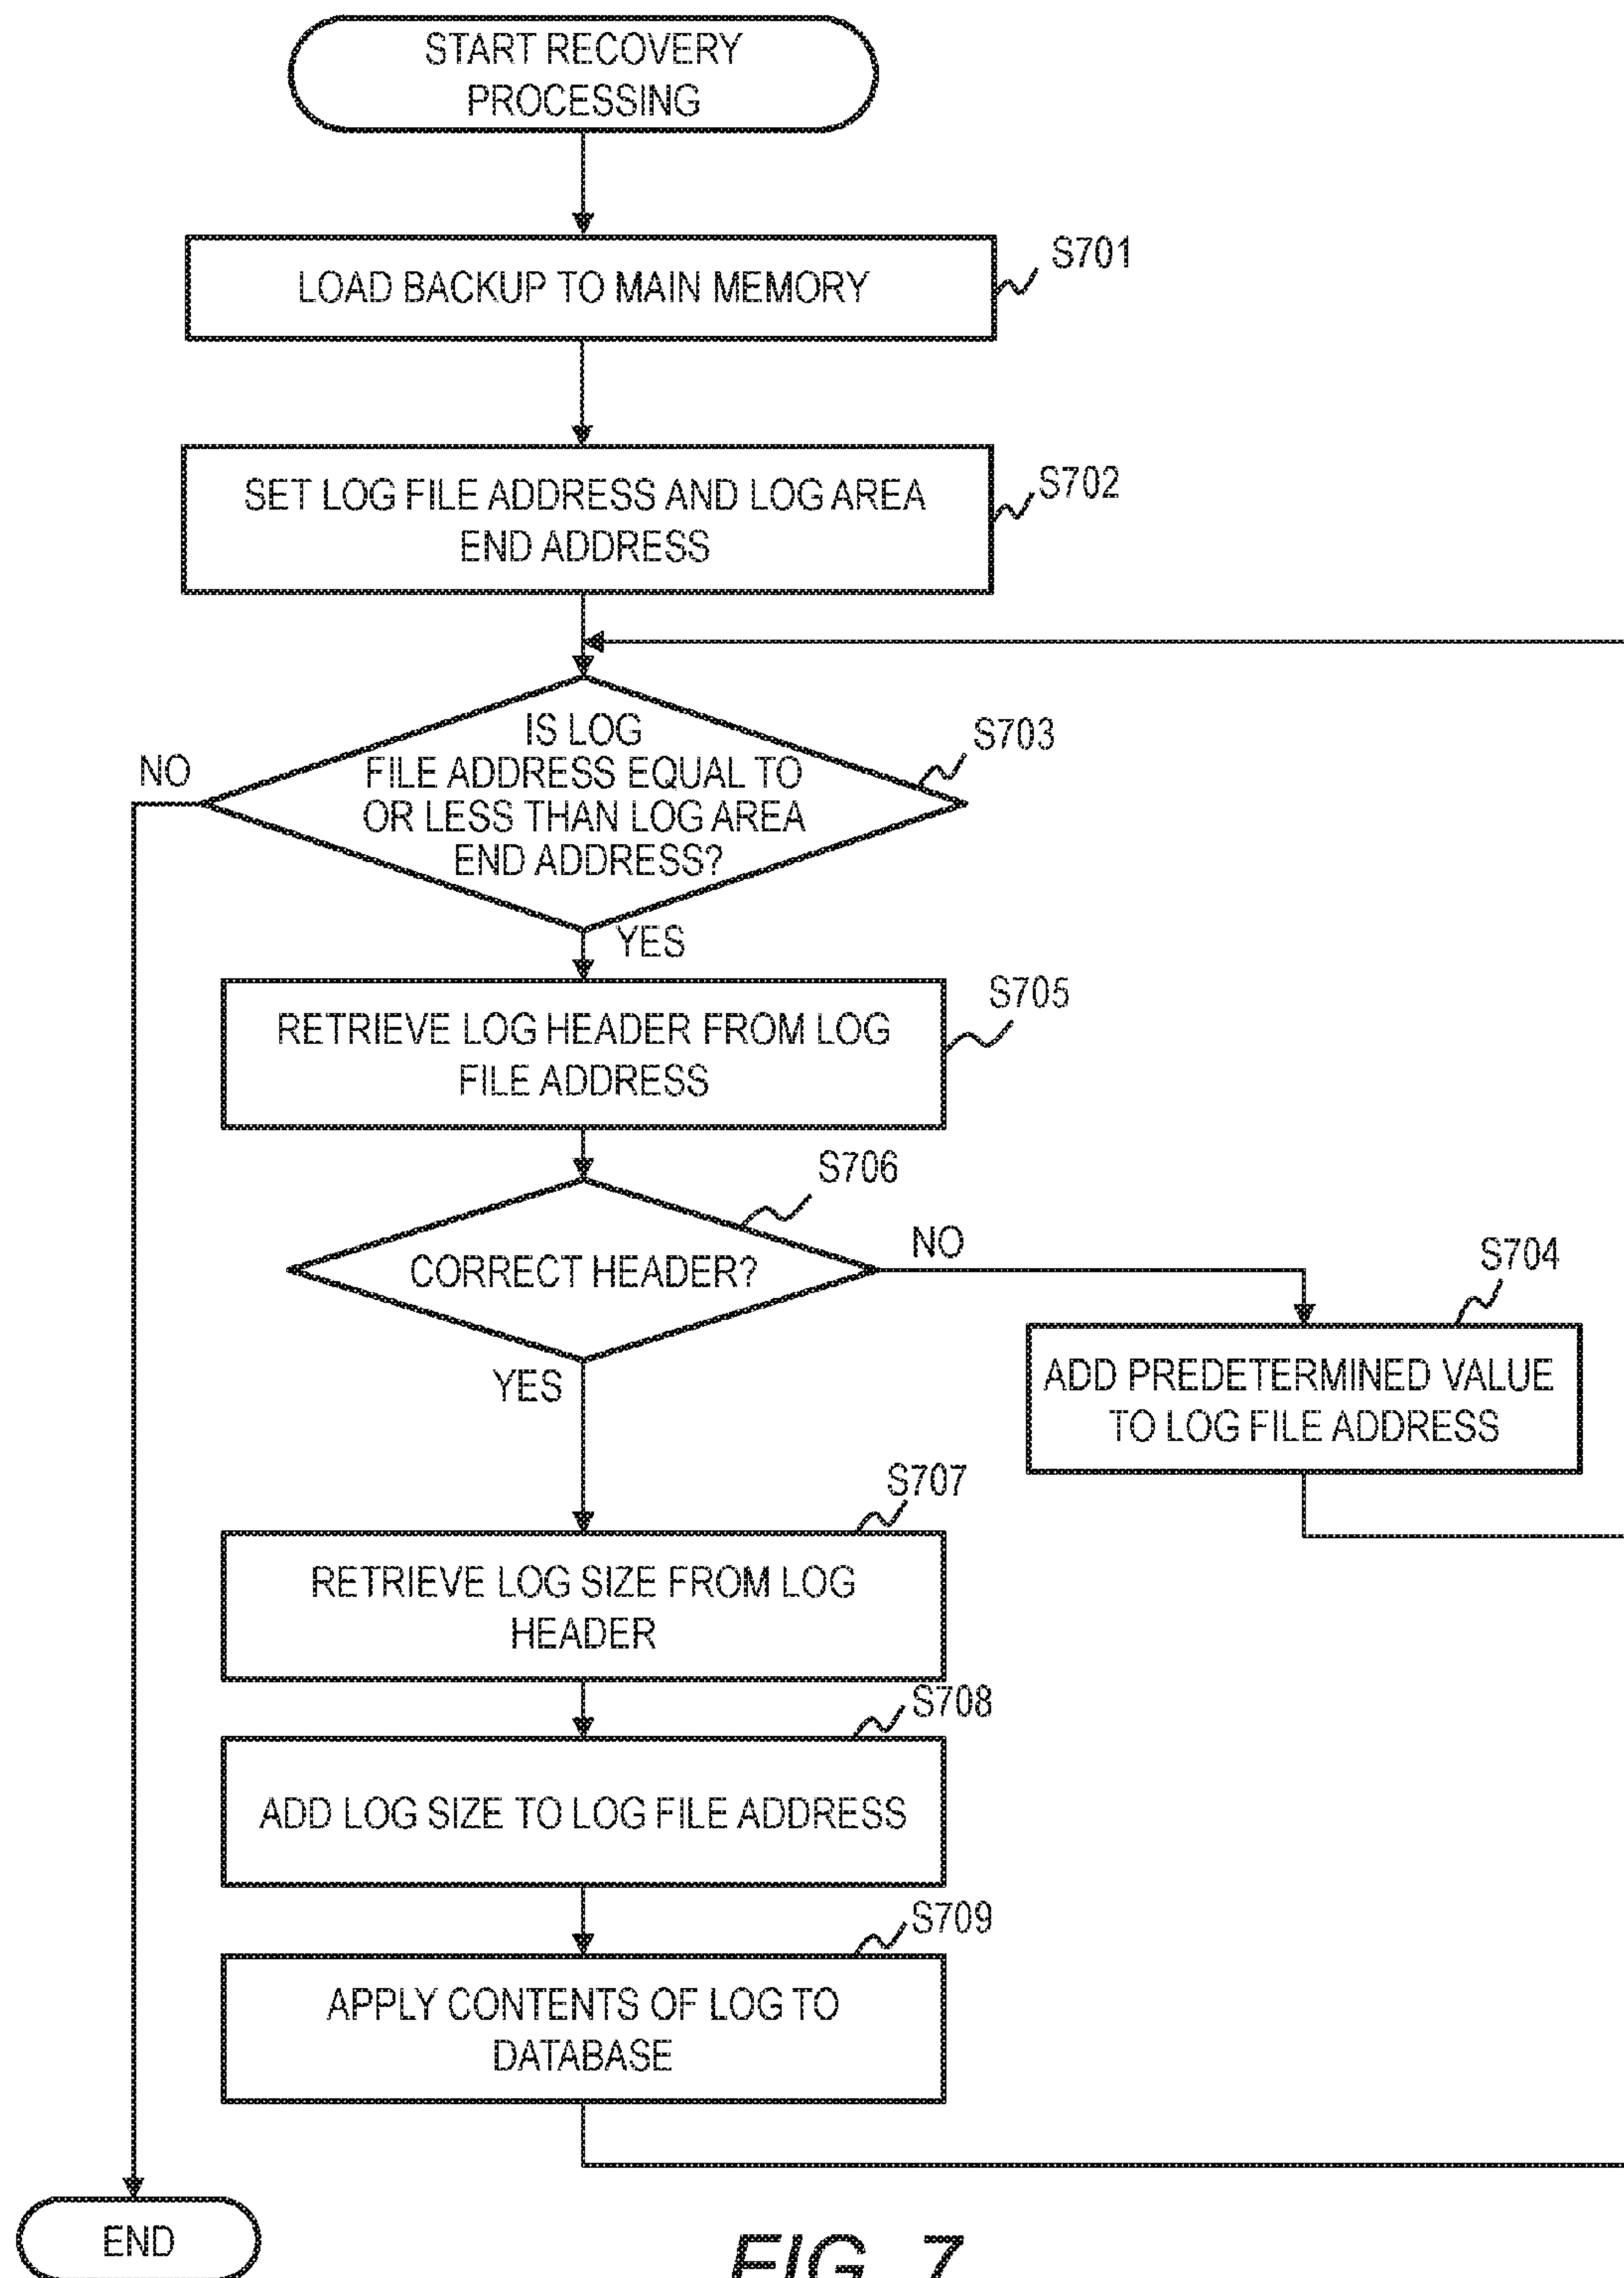 START RECOVERY
PROCESSING
S701
LOAD BACKUP TO MAIN MEMORY
S702
SET LOG FILE ADDRESS AND LOG AREA
END ADDRESS
S703
NO
IS LOG
FILE ADDRESS EQUAL TO
OR LESS THAN LOG AREA
END ADDRESS?
YES
S705
RETRIEVE LOG HEADER FROM LOG
FILE ADDRESS
S706
NO
CORRECT HEADER?
S704
YES
ADD PREDETERMINED VALUE
TO LOG FILE ADDRESS
S707
RETRIEVE LOG SIZE FROM LOG
HEADER
S708
ADD LOG SIZE TO LOG FILE ADDRESS
S709
APPLY CONTENTS OF LOG TO
DATABASE
END
FIG. 7